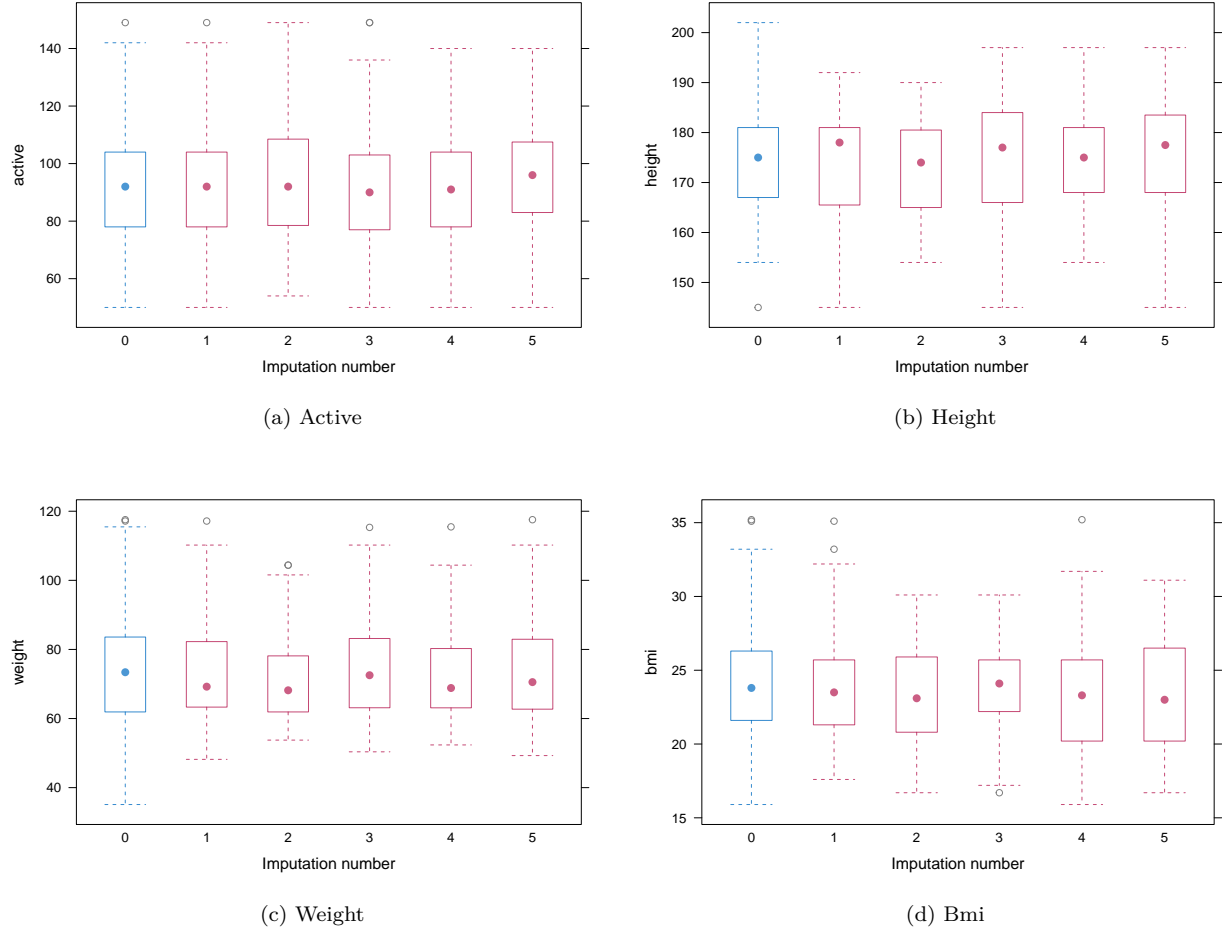 140
120
100
80
60
active
0 1 2 3 4 5
Imputation number
(a) Active
200
190
180
170
160
150
height
0 1 2 3 4 5
Imputation number
(b) Height
120
100
80
60
40
weight
0 1 2 3 4 5
Imputation number
(c) Weight
35
30
25
20
15
bmi
0 1 2 3 4 5
Imputation number
(d) Bmi